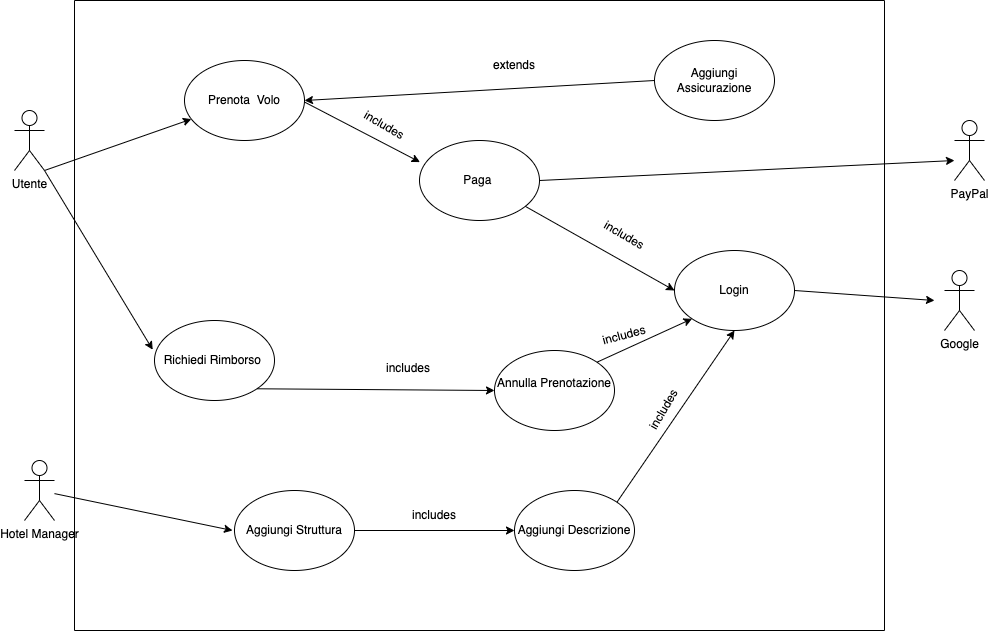 extends
Aggiungi
Assicurazione
Prenota Volo
includes
Utente
Paga
PayPal
includes
Login
Google
includes
Richiedi Rimborso
includes
Annulla Prenotazione
includes
Hotel Manager
Aggiungi Struttura
includes
Aggiungi Descrizione